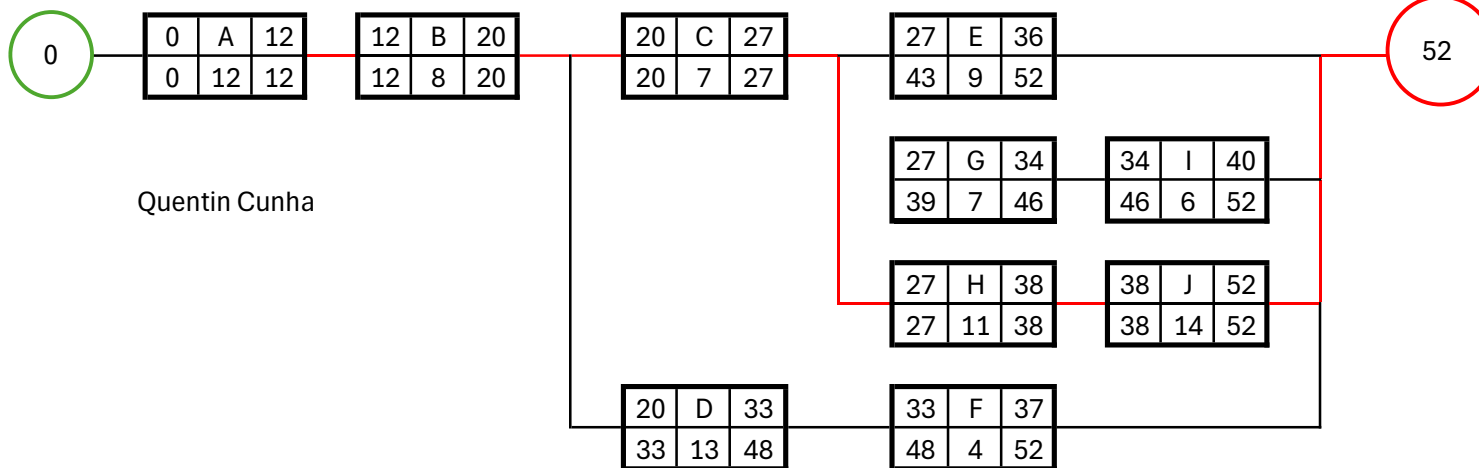 0
0 A 12
0 12 12
12 B 20
12 8 20
20 C 27
20 7 27
27 E 36
43 9 52
52
27 G 34
39 7 46
34 I 40
46 6 52
Quentin Cunha
27 H 38
27 11 38
38 J 52
38 14 52
20 D 33
33 13 48
33 F 37
48 4 52